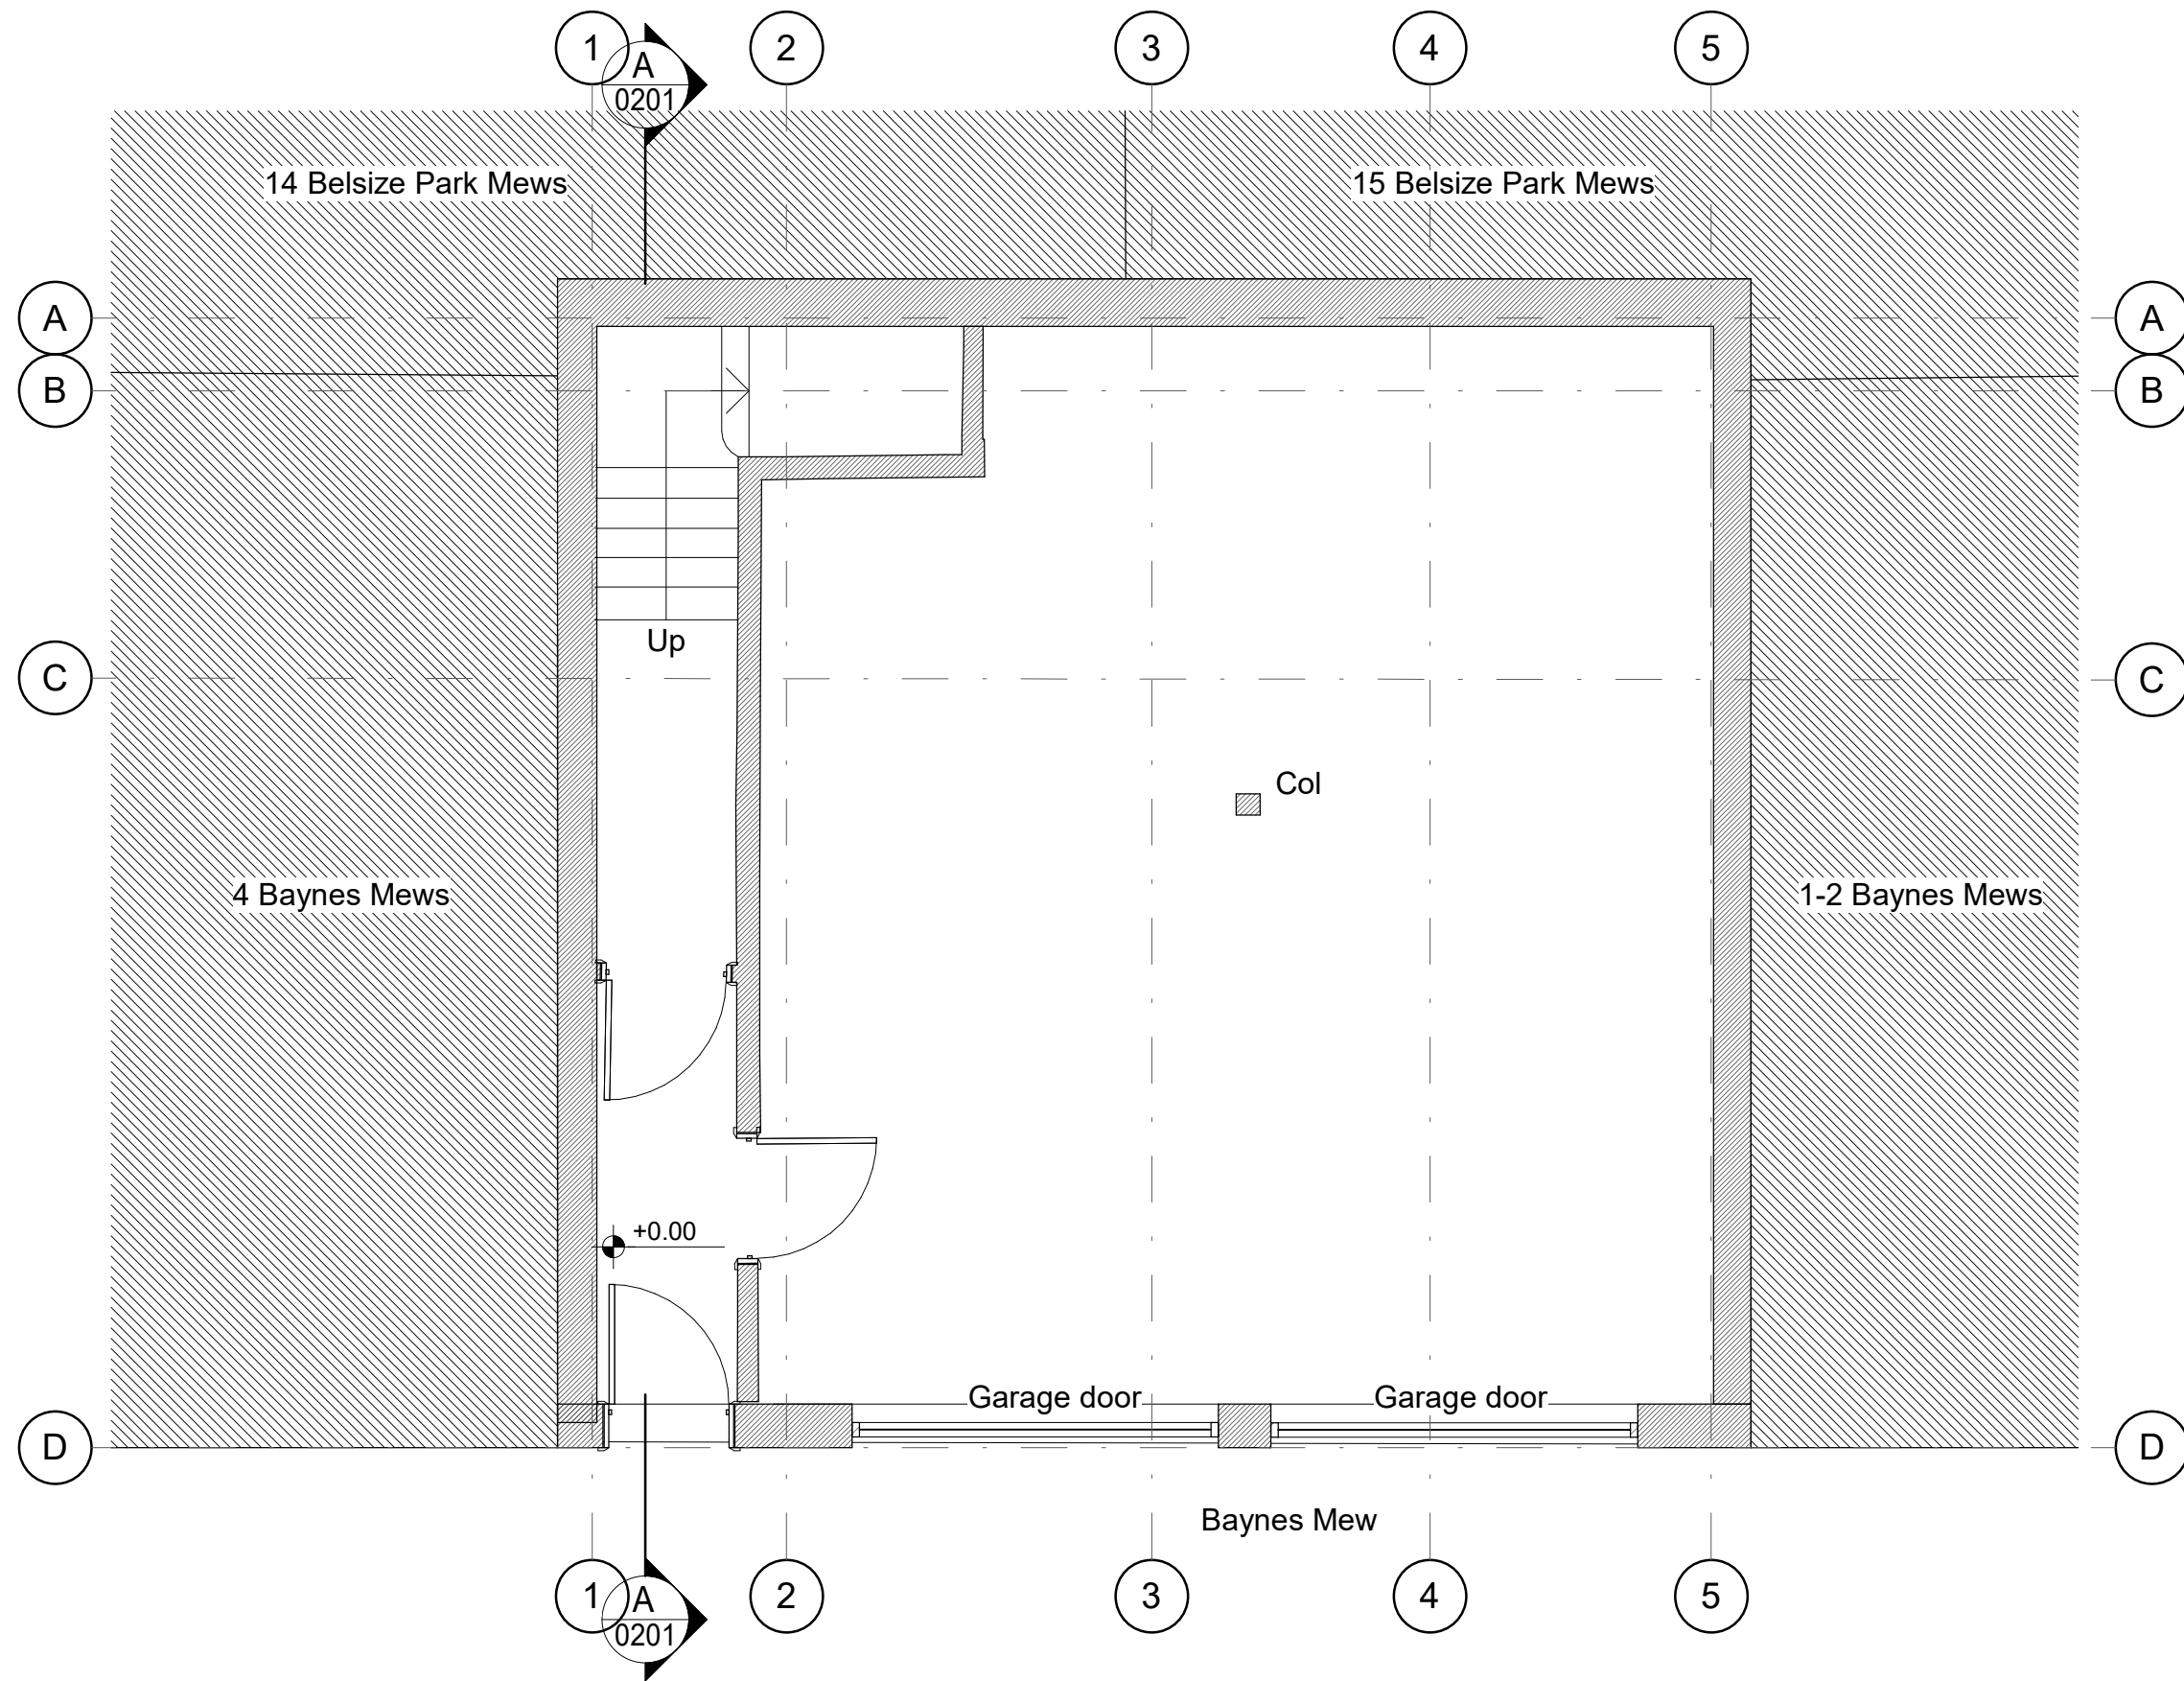 1
A
0201
2
3
4
5
14 Belsize Park Mews
15 Belsize Park Mews
A
A
B
B
Up
C
C
Col
4 Baynes Mews
1-2 Baynes Mews
+0.00
Garage door
Garage door
D
D
Baynes Mew
1
A
0201
2
3
4
5